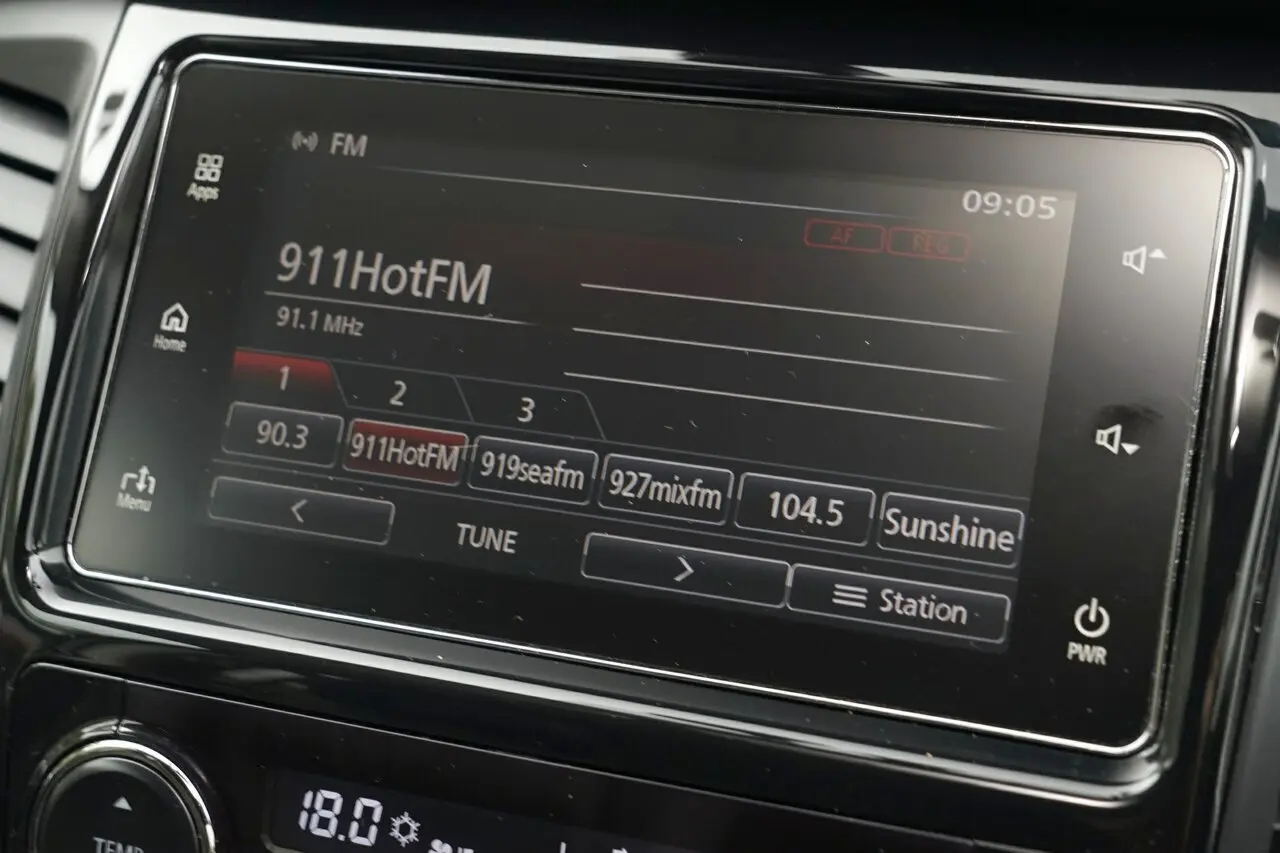 FM
Apps
09:05
AF REG
911HotFM
91.1 MHz
Home
1 2 3
90.3 911HotFM 919seafm 927mixfm 104.5 Sunshine
Menu
< TUNE > Station
PWR
18.0
TEMP